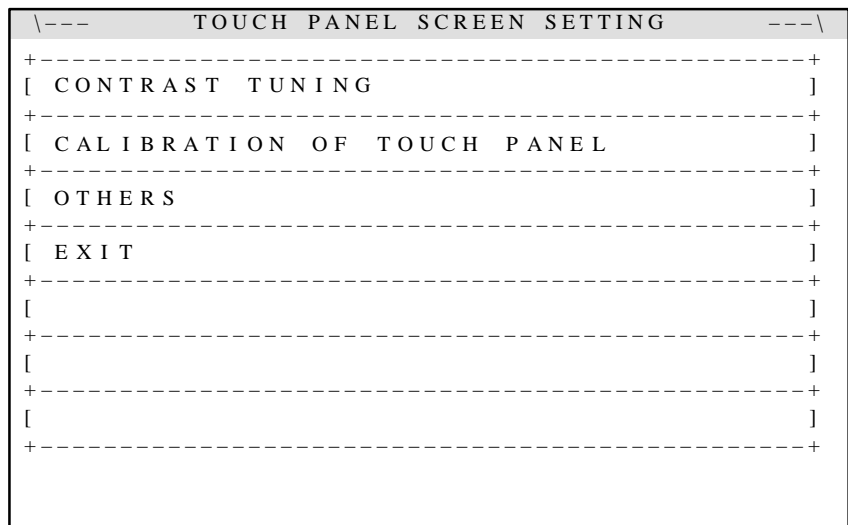 \--- TOUCH PANEL SCREEN SETTING ---\
+------------------------------------------------+
[ CONTRAST TUNING ]
+------------------------------------------------+
[ CALIBRATION OF TOUCH PANEL ]
+------------------------------------------------+
[ OTHERS ]
+------------------------------------------------+
[ EXIT ]
+------------------------------------------------+
[ ]
+------------------------------------------------+
[ ]
+------------------------------------------------+
[ ]
+------------------------------------------------+